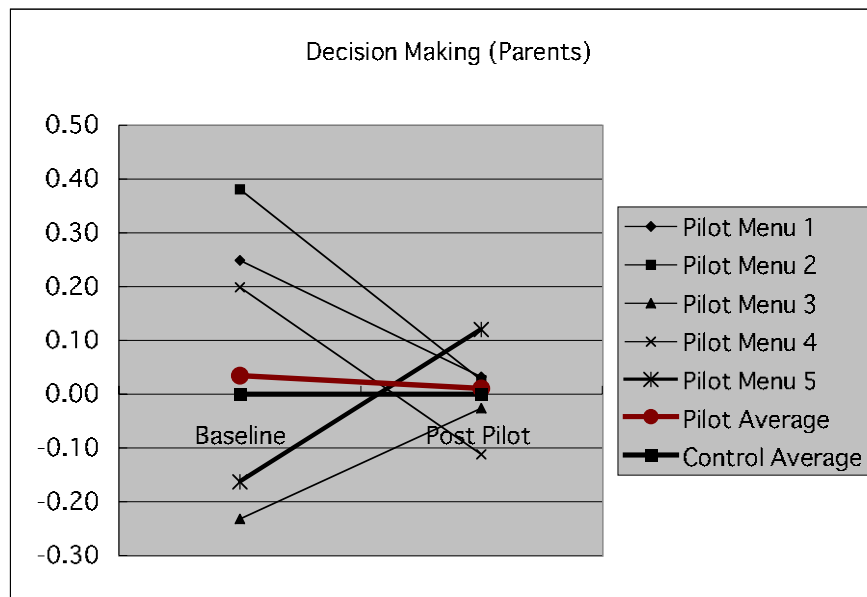 Decision Making (Parents)
0.50
0.40
0.30
0.20
0.10
0.00
-0.10
-0.20
-0.30
Baseline
Post Pilot
Pilot Menu 1
Pilot Menu 2
Pilot Menu 3
Pilot Menu 4
Pilot Menu 5
Pilot Average
Control Average